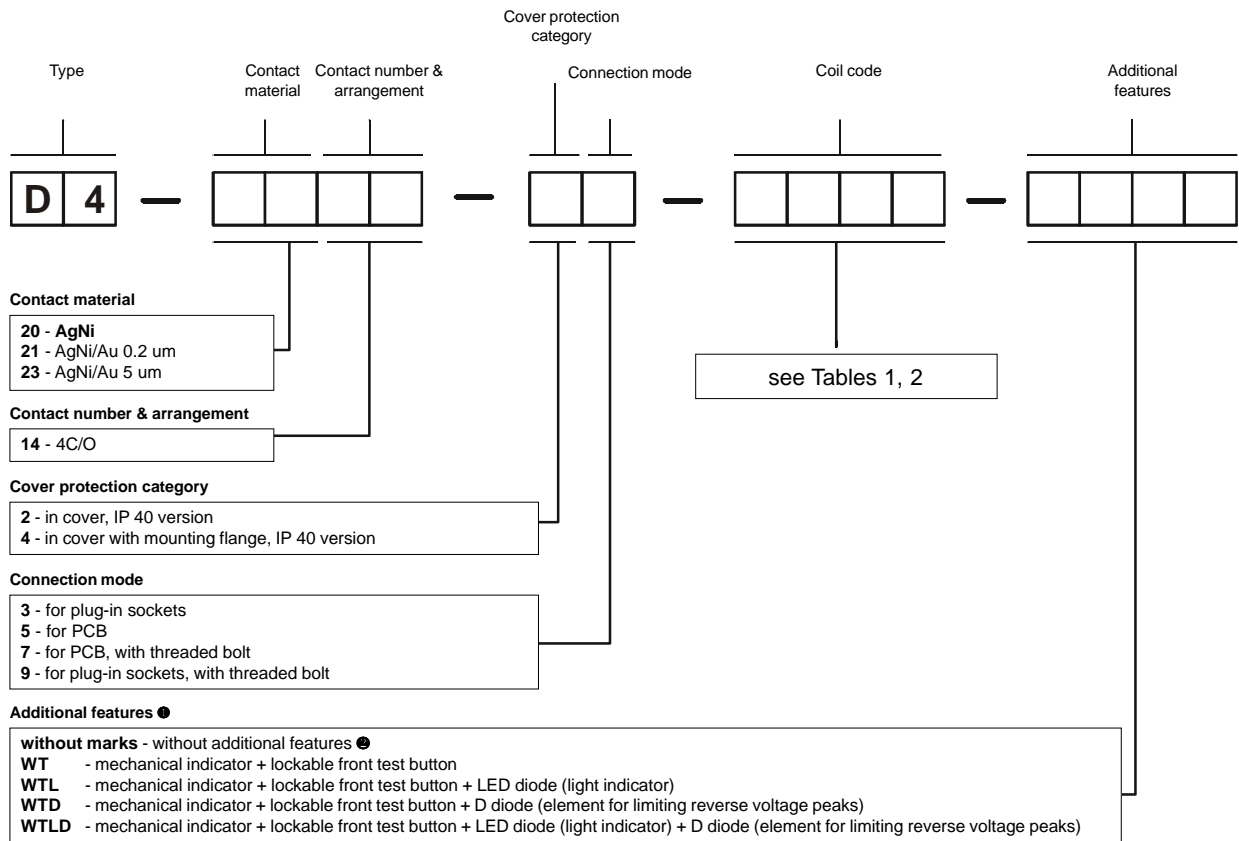 Cover protection
category
Type
Contact
material
Contact number &
arrangement
Connection mode
Coil code
Additional
features
D 4 — — — —
Contact material
20 - AgNi
21 - AgNi/Au 0.2 um
23 - AgNi/Au 5 um
see Tables 1, 2
Contact number & arrangement
14 - 4C/O
Cover protection category
2 - in cover, IP 40 version
4 - in cover with mounting flange, IP 40 version
Connection mode
3 - for plug-in sockets
5 - for PCB
7 - for PCB, with threaded bolt
9 - for plug-in sockets, with threaded bolt
Additional features ❶
without marks - without additional features ❷
WT - mechanical indicator + lockable front test button
WTL - mechanical indicator + lockable front test button + LED diode (light indicator)
WTD - mechanical indicator + lockable front test button + D diode (element for limiting reverse voltage peaks)
WTLD - mechanical indicator + lockable front test button + LED diode (light indicator) + D diode (element for limiting reverse voltage peaks)